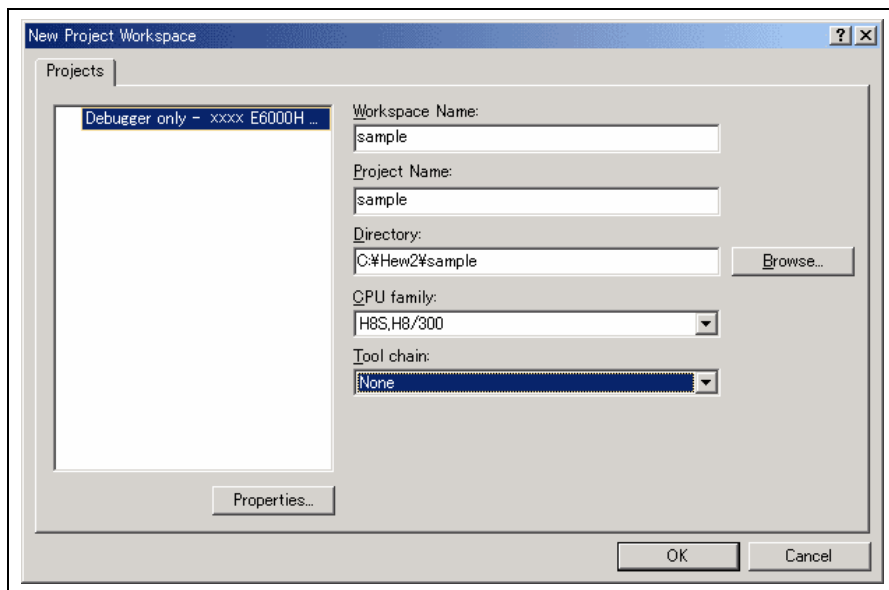 New Project Workspace
Projects
Debugger only - xxxx E6000H ...
Workspace Name:
sample
Project Name:
sample
Directory:
C:¥Hew2¥sample
Browse...
CPU family:
H8S,H8/300
Tool chain:
None
Properties...
OK
Cancel